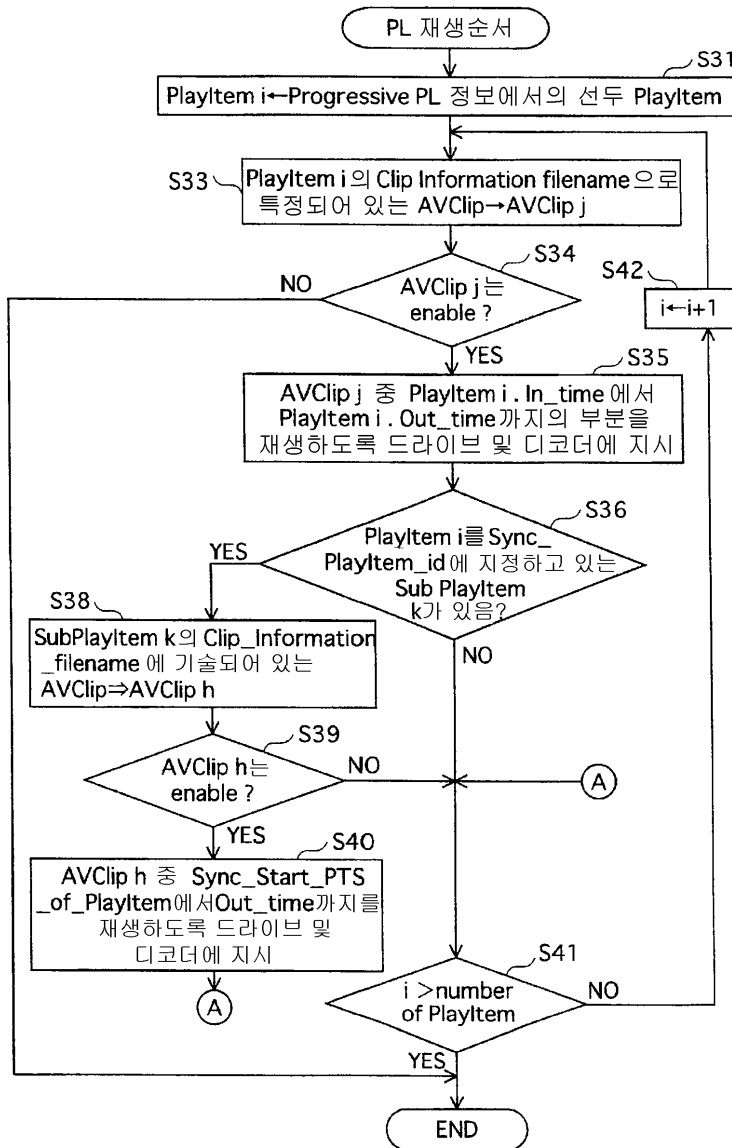 PL 재생순서
S31
PlayItem i←Progressive PL 정보에서의 선두 PlayItem
S33
PlayItem i의 Clip Information filename으로
특정되어 있는 AVClip→AVClip j
S34
NO
AVClip j는
enable ?
S42
i←i+1
YES
S35
AVClip j 중 PlayItem i . In_time 에서
PlayItem i . Out_time까지의 부분을
재생하도록 드라이브 및 디코더에 지시
S36
YES
PlayItem i를 Sync_
PlayItem_id에 지정하고 있는
Sub PlayItem
k가 있음?
S38
SubPlayItem k의 Clip_Information
_filename 에 기술되어 있는
AVClip⇒AVClip h
NO
S39
AVClip h는
enable ?
NO
A
YES
S40
AVClip h 중 Sync_Start_PTS
_of_PlayItem에서Out_time까지를
재생하도록 드라이브 및
디코더에 지시
A
S41
i >number
of PlayItem
NO
YES
END